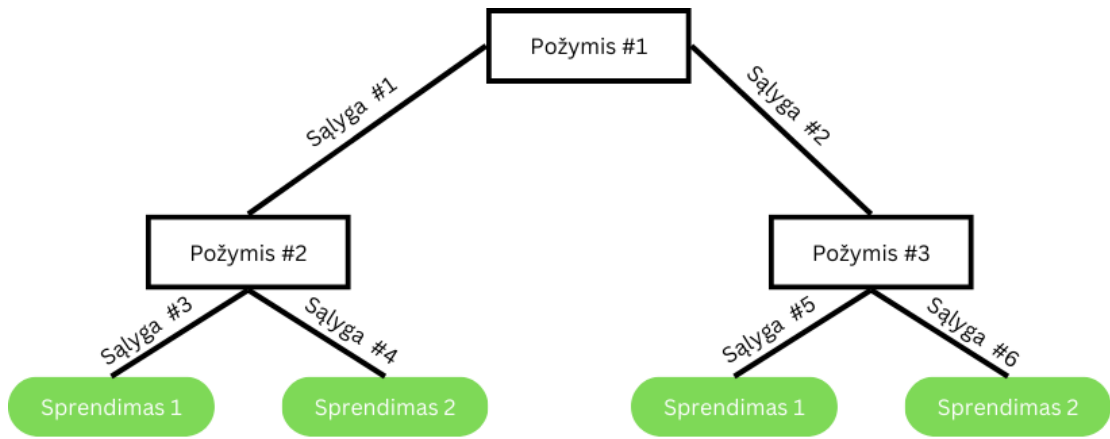 Požymis #1
Sąlyga #1
Sąlyga #2
Požymis #2
Požymis #3
Sąlyga #3
Sąlyga #4
Sąlyga #5
Sąlyga #6
Sprendimas 1
Sprendimas 2
Sprendimas 1
Sprendimas 2